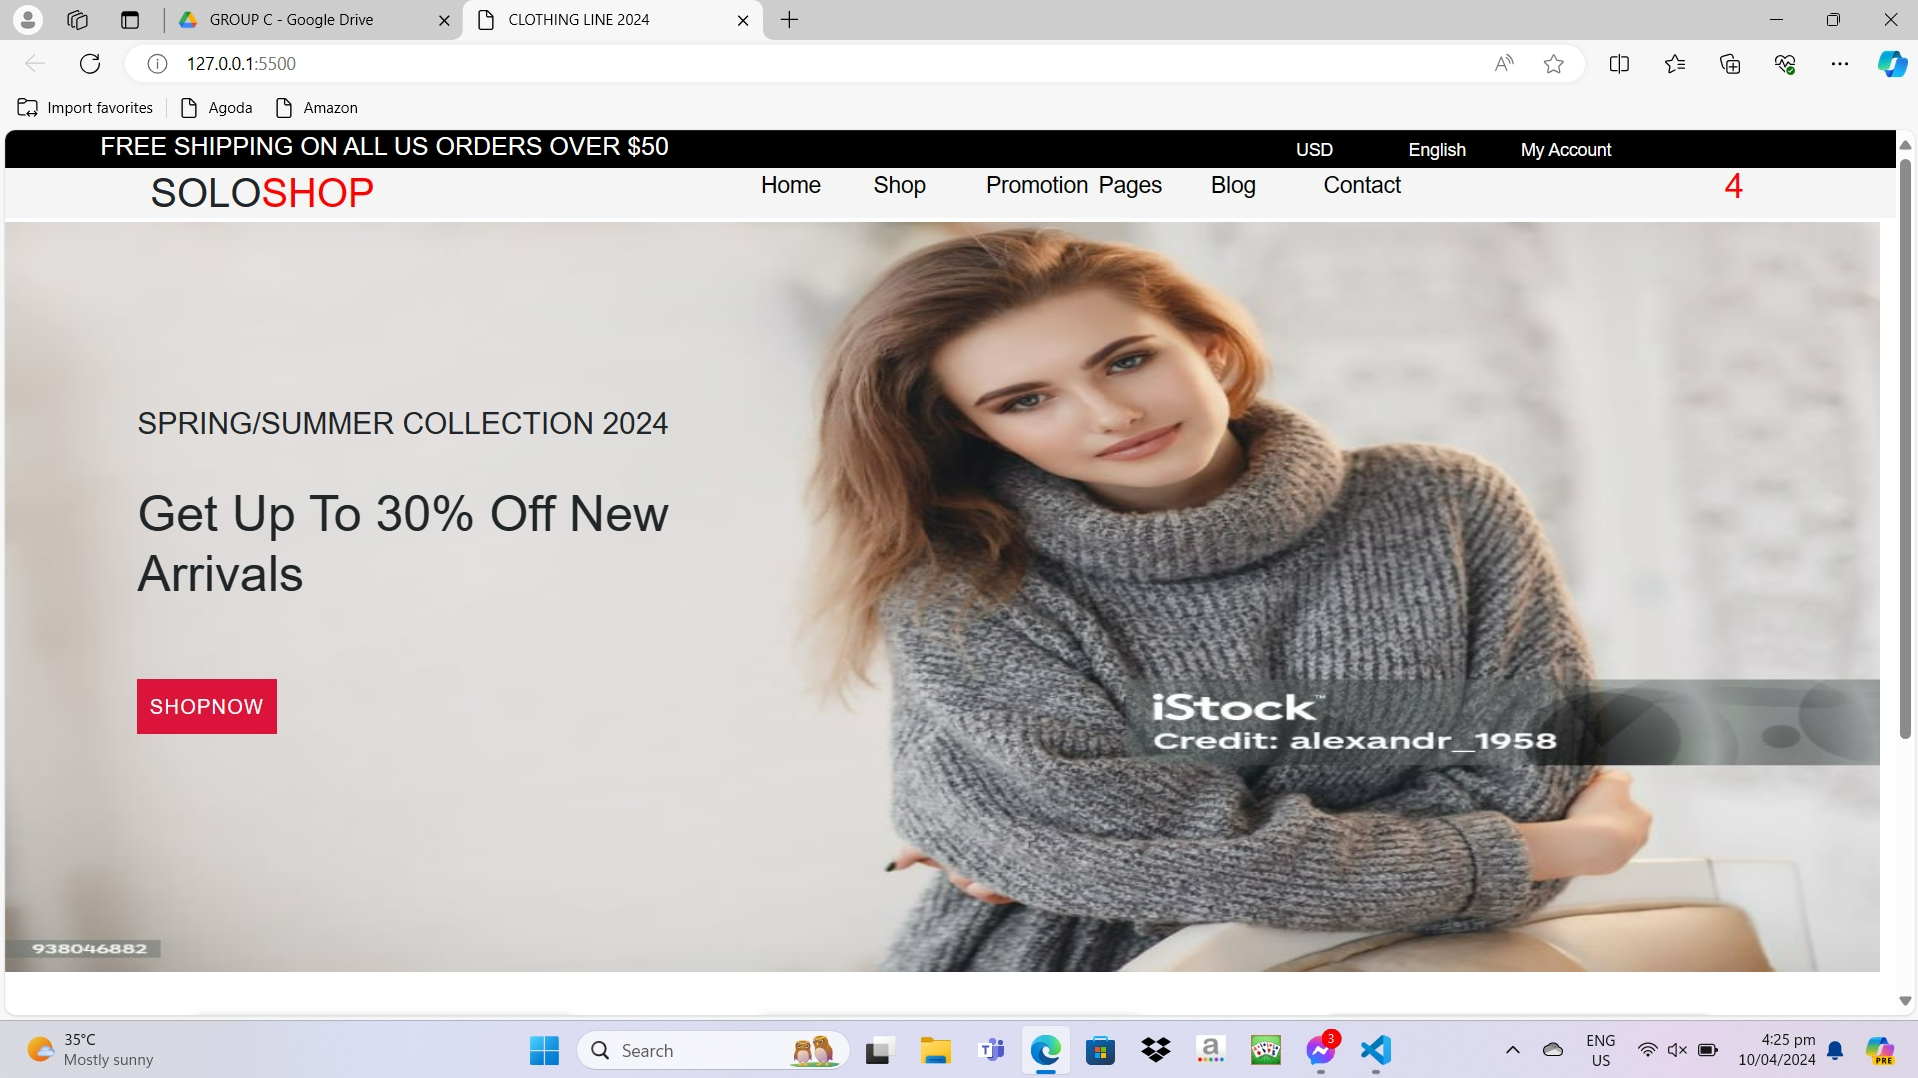 GROUP C - Google Drive
CLOTHING LINE 2024
127.0.0.1:5500
Import favorites
Agoda
Amazon
FREE SHIPPING ON ALL US ORDERS OVER $50
USD
English
My Account
SOLOSHOP
Home
Shop
Promotion
Pages
Blog
Contact
4
SPRING/SUMMER COLLECTION 2024
Get Up To 30% Off New
Arrivals
SHOPNOW
iStock™
Credit: alexandr_1958
938046882
35°C
Mostly sunny
Search
3
ENG
US
4:25 pm
10/04/2024
PRE